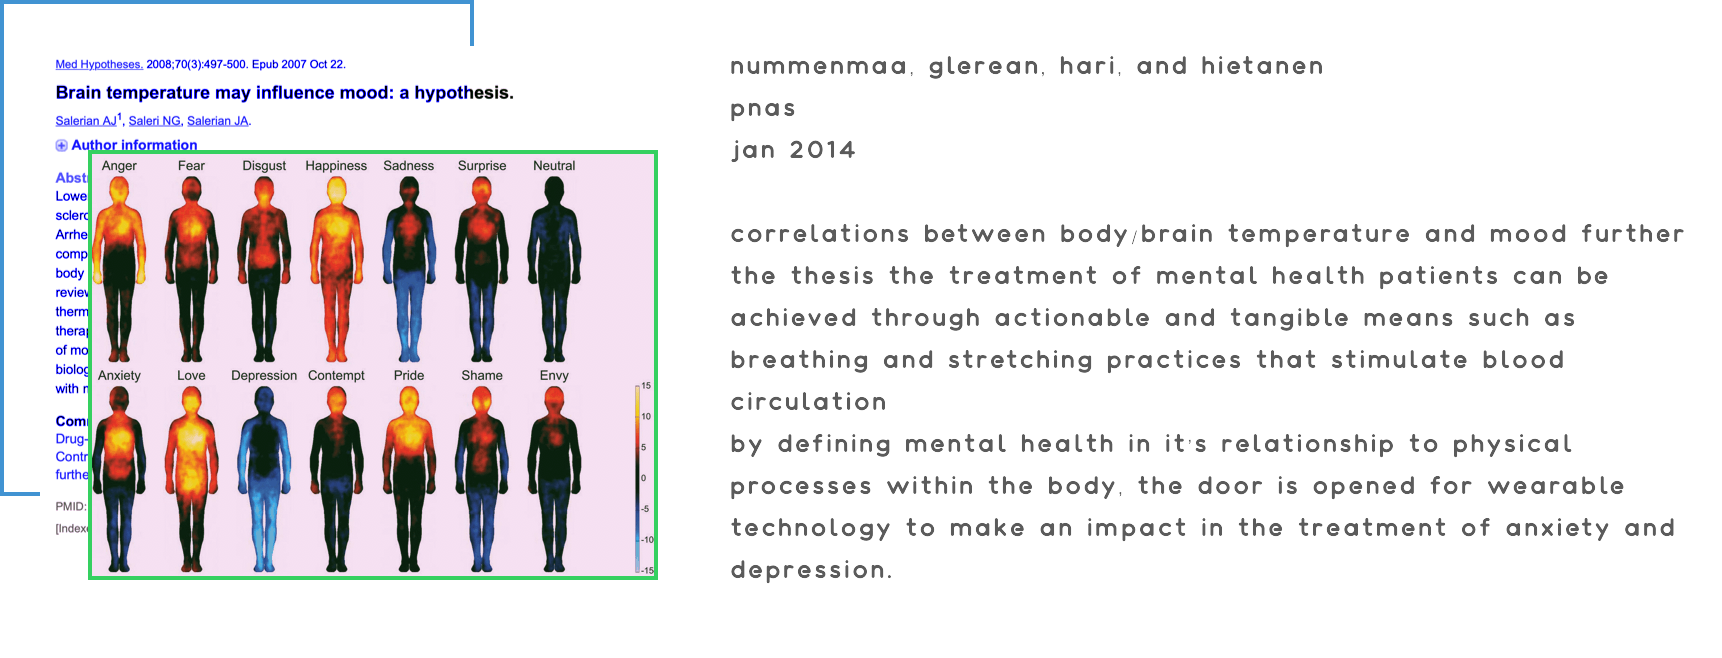 Med Hypotheses. 2008;70(3):497-500. Epub 2007 Oct 22.
Brain temperature may influence mood: a hypothesis.
Salerian AJ1, Saleri NG, Salerian JA.
Author information
Abst
Lowe
sclero
Arrhe
comp
body
review
therm
therap
of mo
biolog
with
Com
Drug-
Contr
furthe
PMID:
[Index
Anger Fear Disgust Happiness Sadness Surprise Neutral
Anxiety Love Depression Contempt Pride Shame Envy
15
10
5
0
-5
-10
-15
nummenmaa, glerean, hari, and hietanen
pnas
jan 2014
correlations between body/brain temperature and mood further
the thesis the treatment of mental health patients can be
achieved through actionable and tangible means such as
breathing and stretching practices that stimulate blood
circulation
by defining mental health in it's relationship to physical
processes within the body, the door is opened for wearable
technology to make an impact in the treatment of anxiety and
depression.